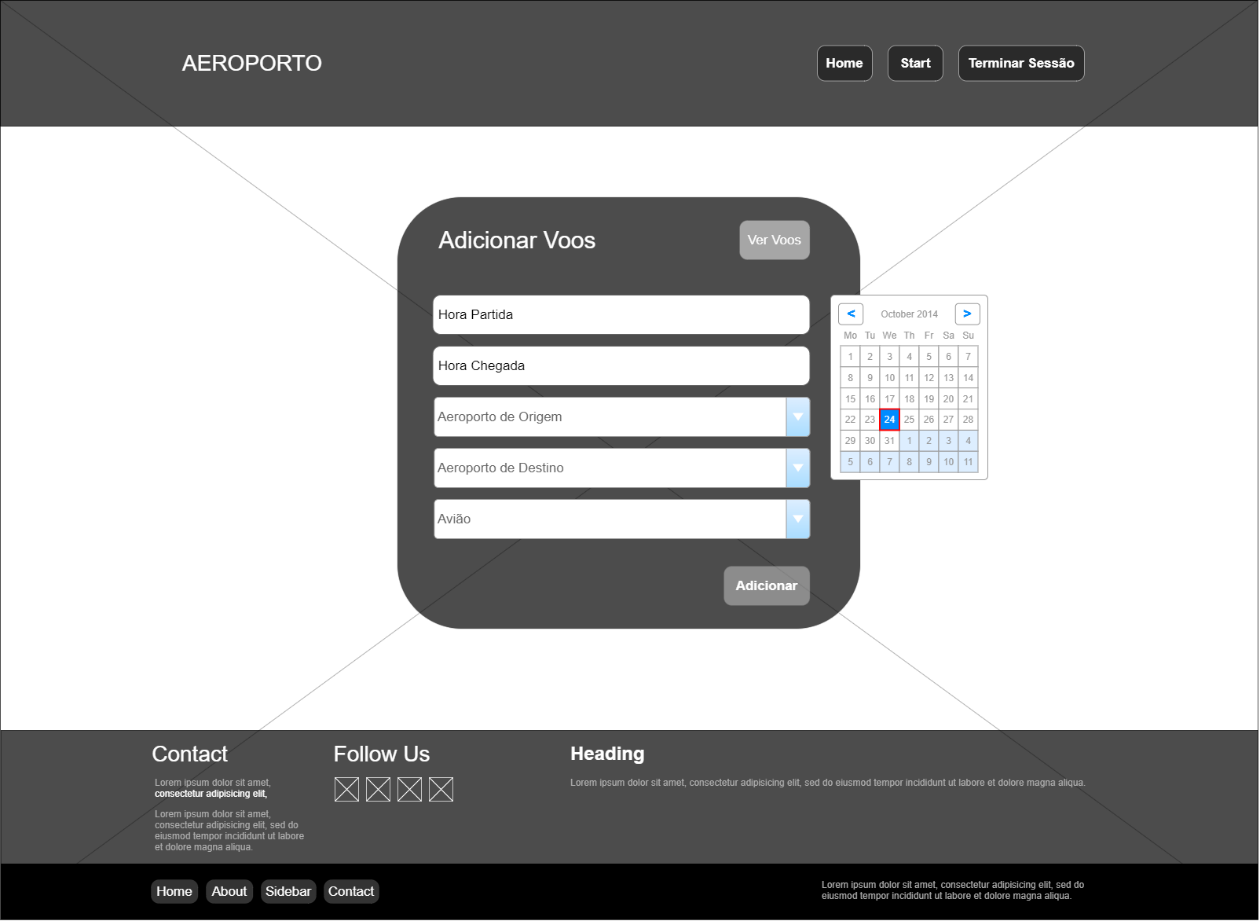 AEROPORTO
Home Start Terminar Sessão
Adicionar Voos
Ver Voos
Hora Partida
Hora Chegada
Aeroporto de Origem
Aeroporto de Destino
Avião
Adicionar
< October 2014 >
Mo Tu We Th Fr Sa Su
1 2 3 4 5 6 7
8 9 10 11 12 13 14
15 16 17 18 19 20 21
22 23 24 25 26 27 28
29 30 31 1 2 3 4
5 6 7 8 9 10 11
Contact
Lorem ipsum dolor sit amet,
consectetur adipisicing elit,
Lorem ipsum dolor sit amet,
consectetur adipisicing elit, sed do
eiusmod tempor incididunt ut labore
et dolore magna aliqua.
Follow Us
Heading
Lorem ipsum dolor sit amet, consectetur adipisicing elit, sed do eiusmod tempor incididunt ut labore et dolore magna aliqua.
Home About Sidebar Contact
Lorem ipsum dolor sit amet, consectetur adipisicing elit, sed do
eiusmod tempor incididunt ut labore et dolore magna aliqua.